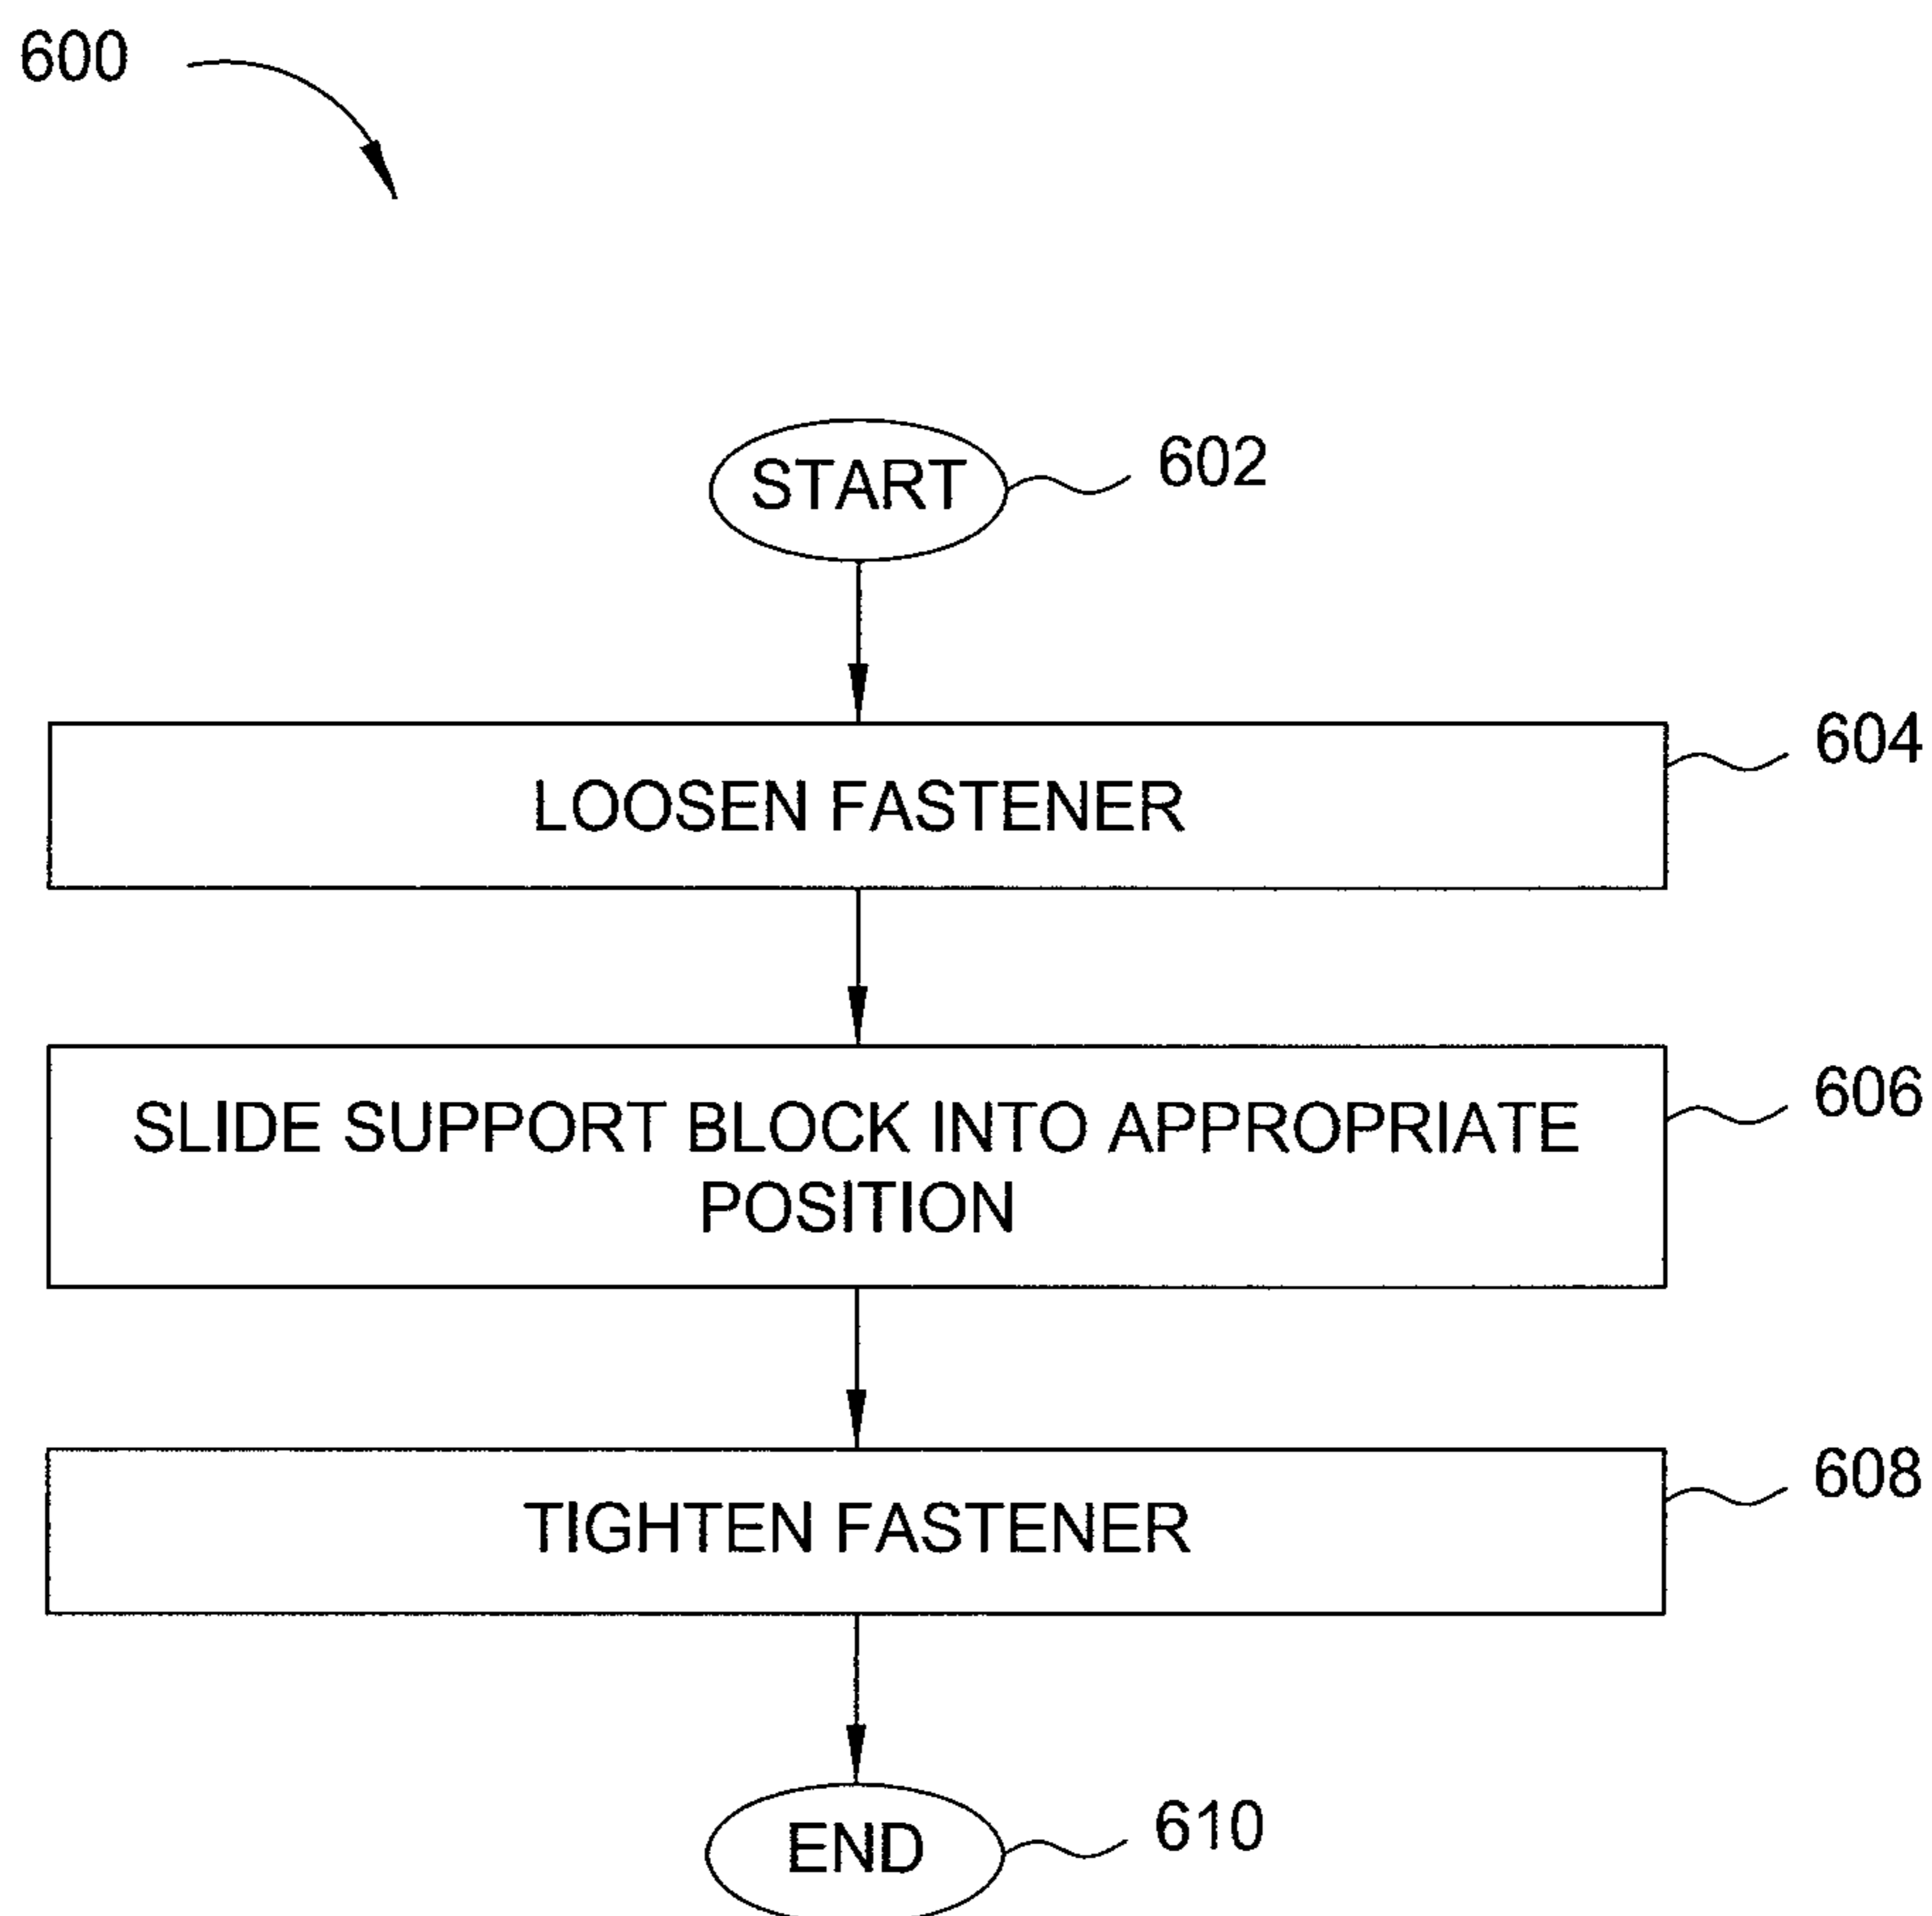 600
START
602
LOOSEN FASTENER
604
SLIDE SUPPORT BLOCK INTO APPROPRIATE
POSITION
606
TIGHTEN FASTENER
608
END
610